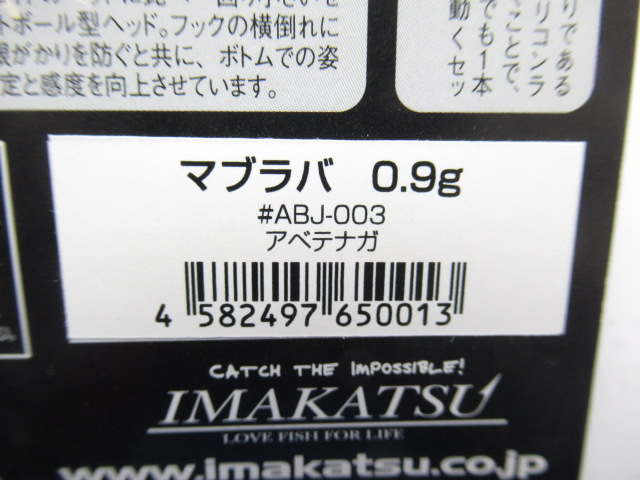 トボール型ヘッド。フックの横倒れに
がかりを防ぐと共に、ボトムでの姿
定と感度を向上させています。
りである
リコンラ
ことで、
でも1本
動くセッ
マブラバ 0.9g
#ABJ-003
アベテナガ
4 582497 650013
CATCH THE IMPOSSIBLE!
IMAKATSU
LOVE FISH FOR LIFE
www.imakatsu.co.jp